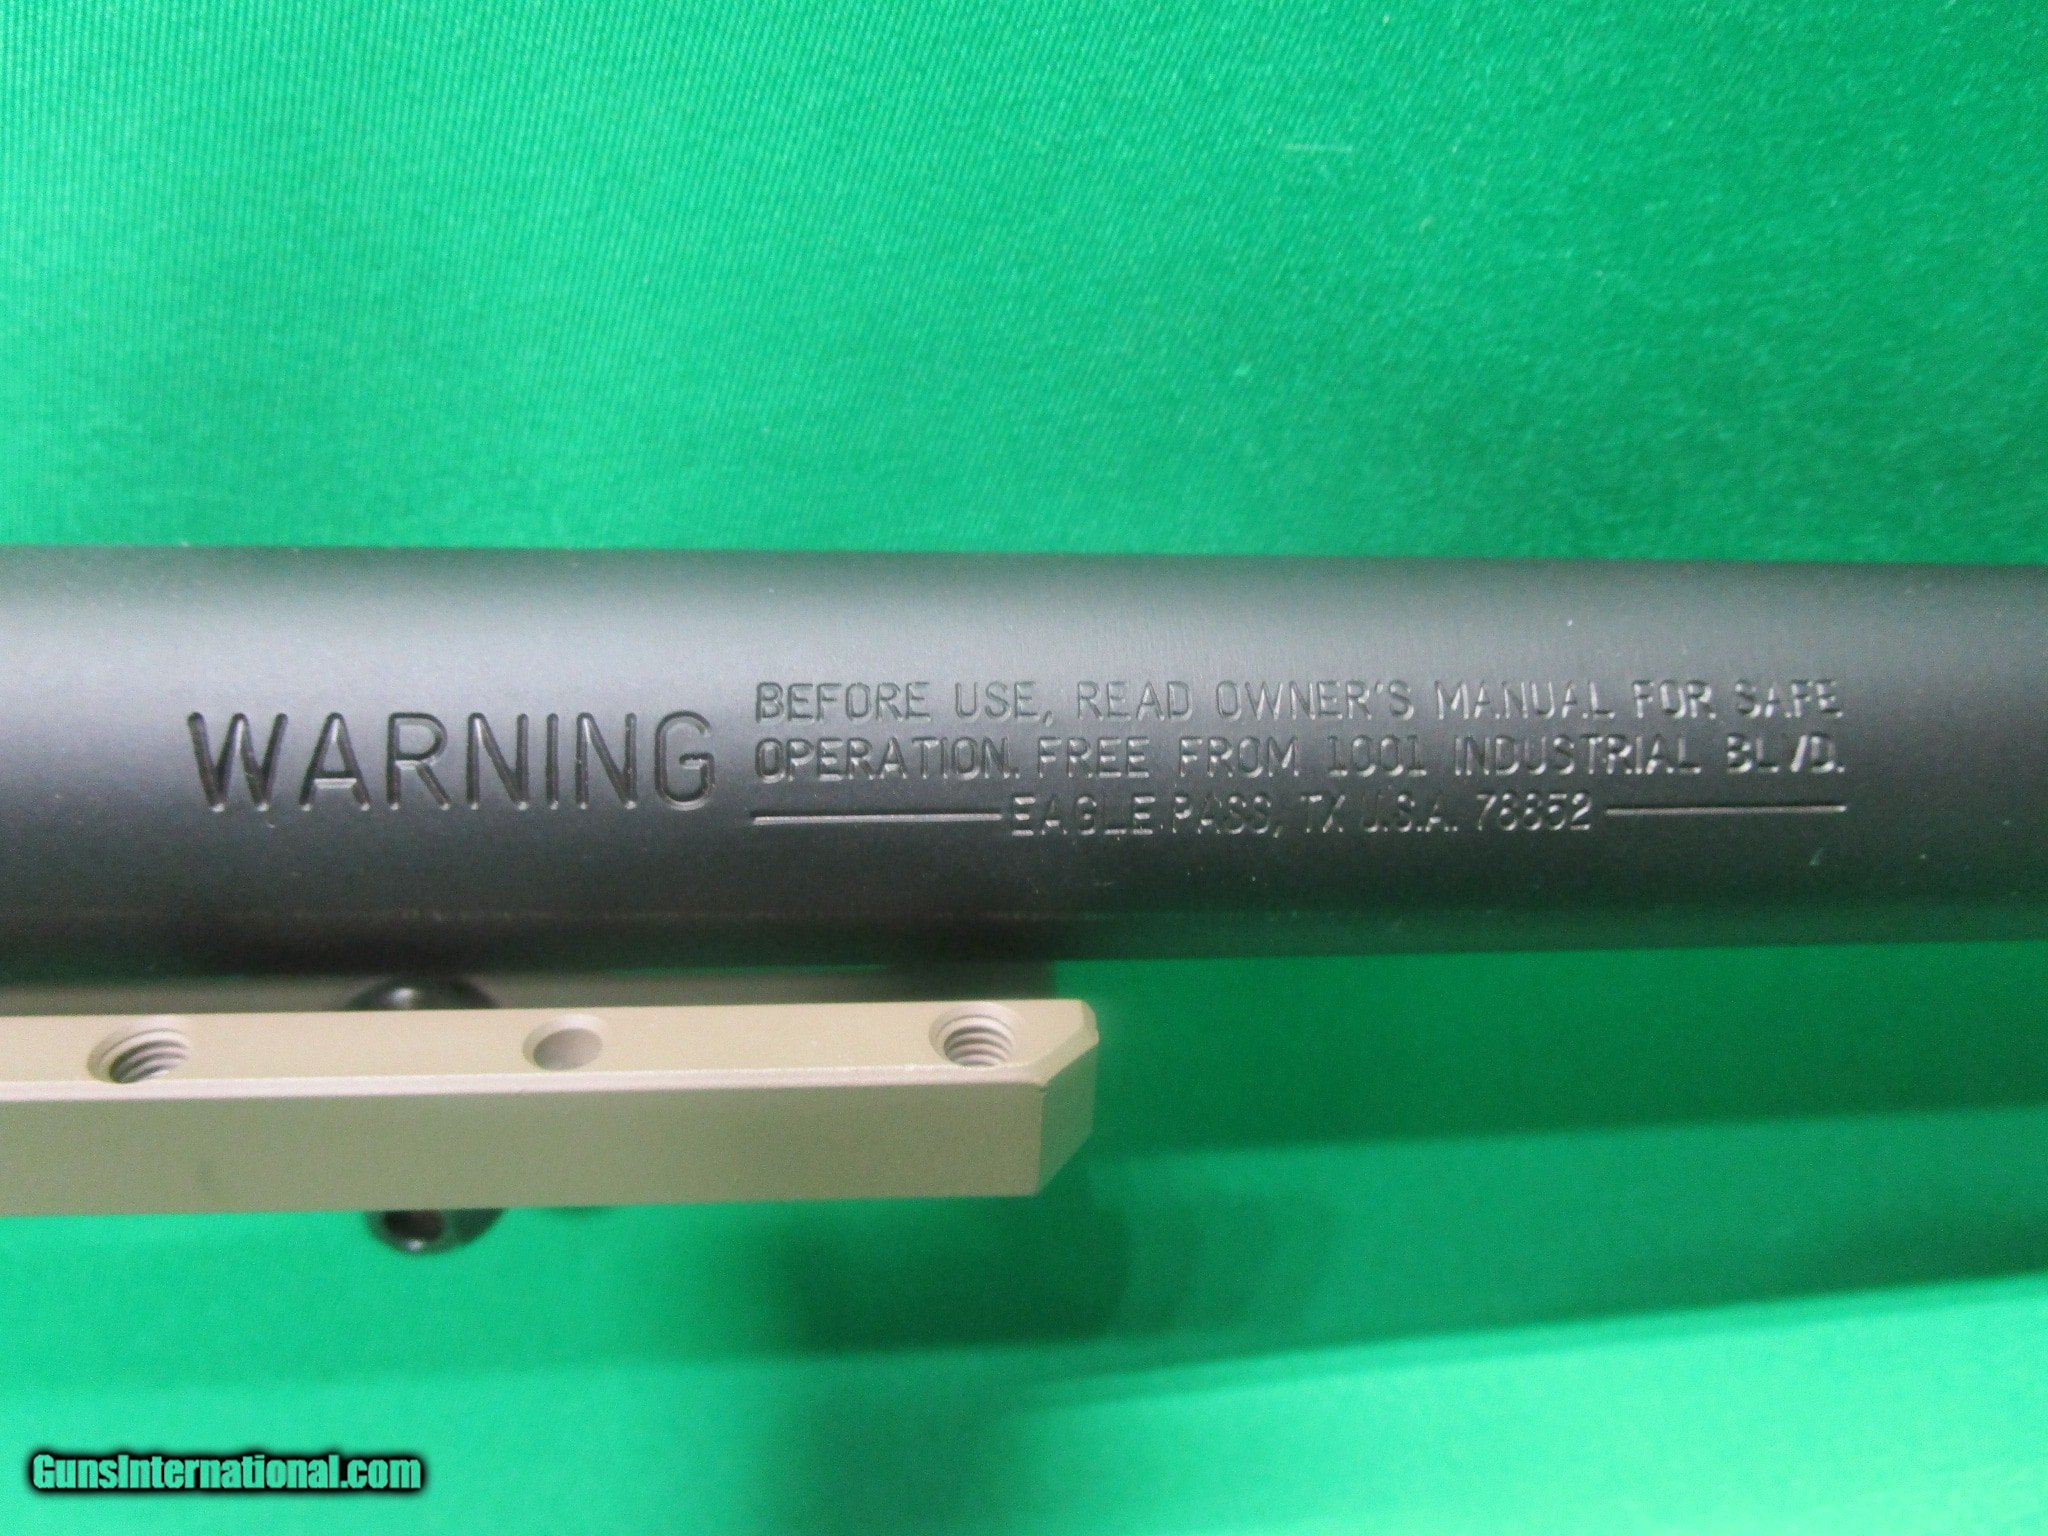 WARNING
BEFORE USE, READ OWNER'S MANUAL FOR SAFE
OPERATION. FREE FROM 1001 INDUSTRIAL BLVD.
EAGLE PASS, TX U.S.A. 78852
GunsInternational.com